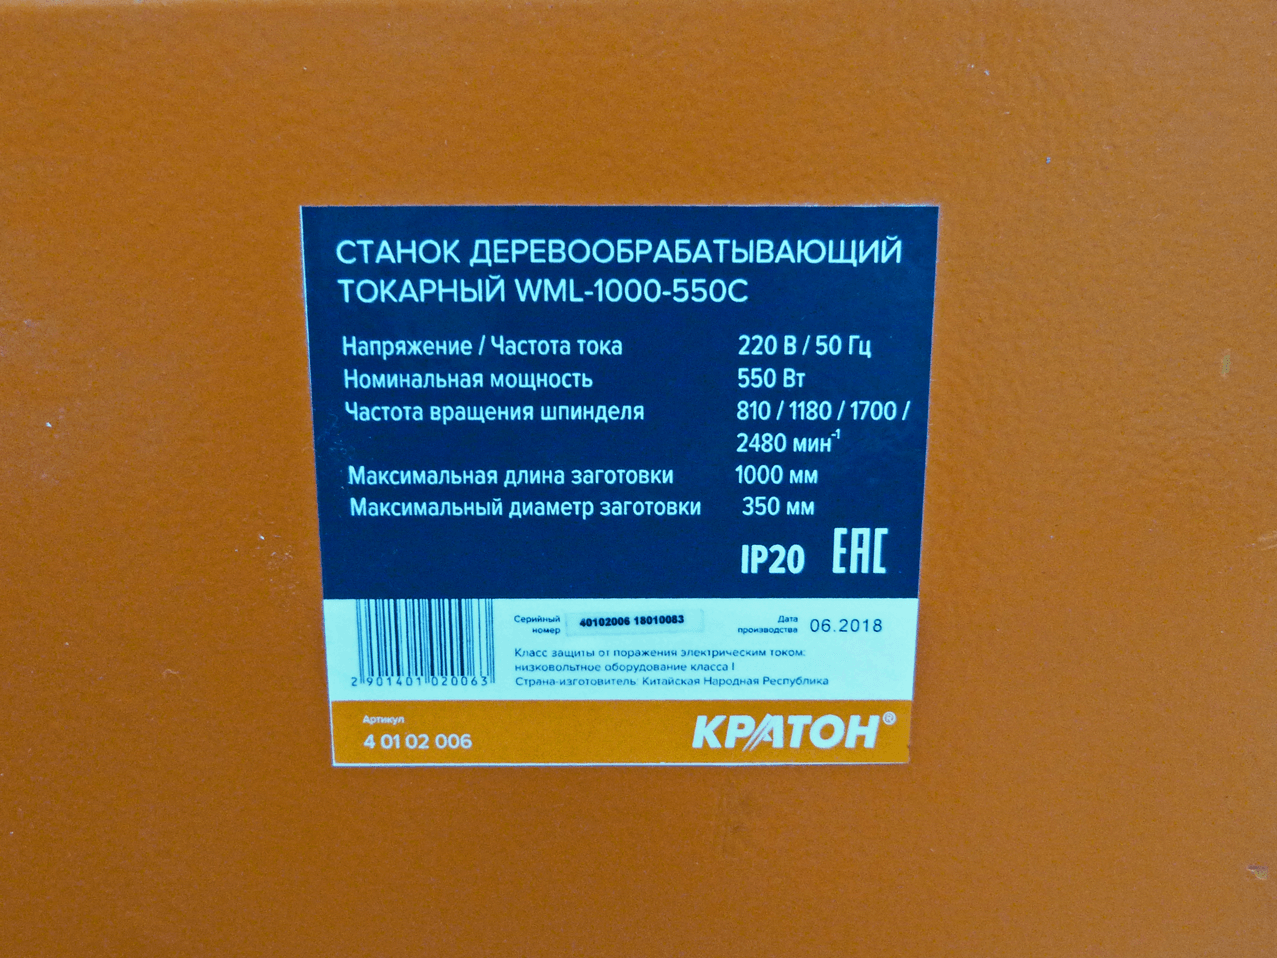 СТАНОК ДЕРЕВООБРАБАТЫВАЮЩИЙ
ТОКАРНЫЙ WML-1000-550С
Напряжение / Частота тока 220 В / 50 Гц
Номинальная мощность 550 Вт
Частота вращения шпинделя 810 / 1180 / 1700 /
2480 мин⁻¹
Максимальная длина заготовки 1000 мм
Максимальный диаметр заготовки 350 мм
IP20 EAC
Серийный номер 40102006 18010083
Дата производства 06.2018
Класс защиты от поражения электрическим током:
низковольтное оборудование класса I
Страна-изготовитель: Китайская Народная Республика
2 901401 020063
Артикул
4 01 02 006
КРАТОН®